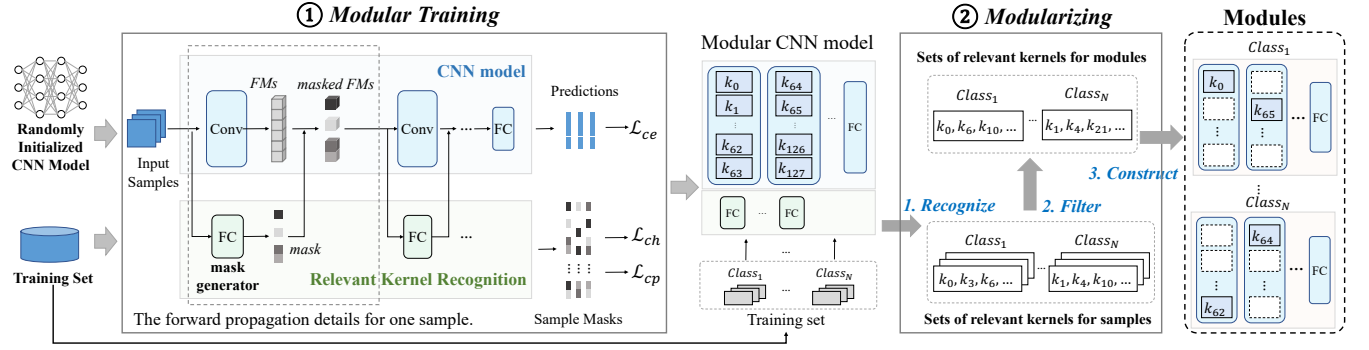 ① Modular Training
② Modularizing
Modules
Randomly
Initialized
CNN Model
Training Set
CNN model
FMs
masked FMs
Conv
Conv
...
FC
Input
Samples
FC
mask
mask
generator
FC
...
Relevant Kernel Recognition
The forward propagation details for one sample.
Predictions
ℒce
ℒch
ℒcp
Sample Masks
Modular CNN model
k0
k1
⋮
k62
k63
k64
k65
⋮
k126
k127
...
FC
FC
...
FC
...
Class1
ClassN
...
Training set
Sets of relevant kernels for modules
Class1
ClassN
k0, k6, k10, ...
...
k1, k4, k21, ...
1. Recognize
2. Filter
3. Construct
Class1
ClassN
k0, k3, k6, ...
...
k1, k4, k10, ...
Sets of relevant kernels for samples
Class1
k0
k65
...
FC
⋮
ClassN
k64
k62
...
FC